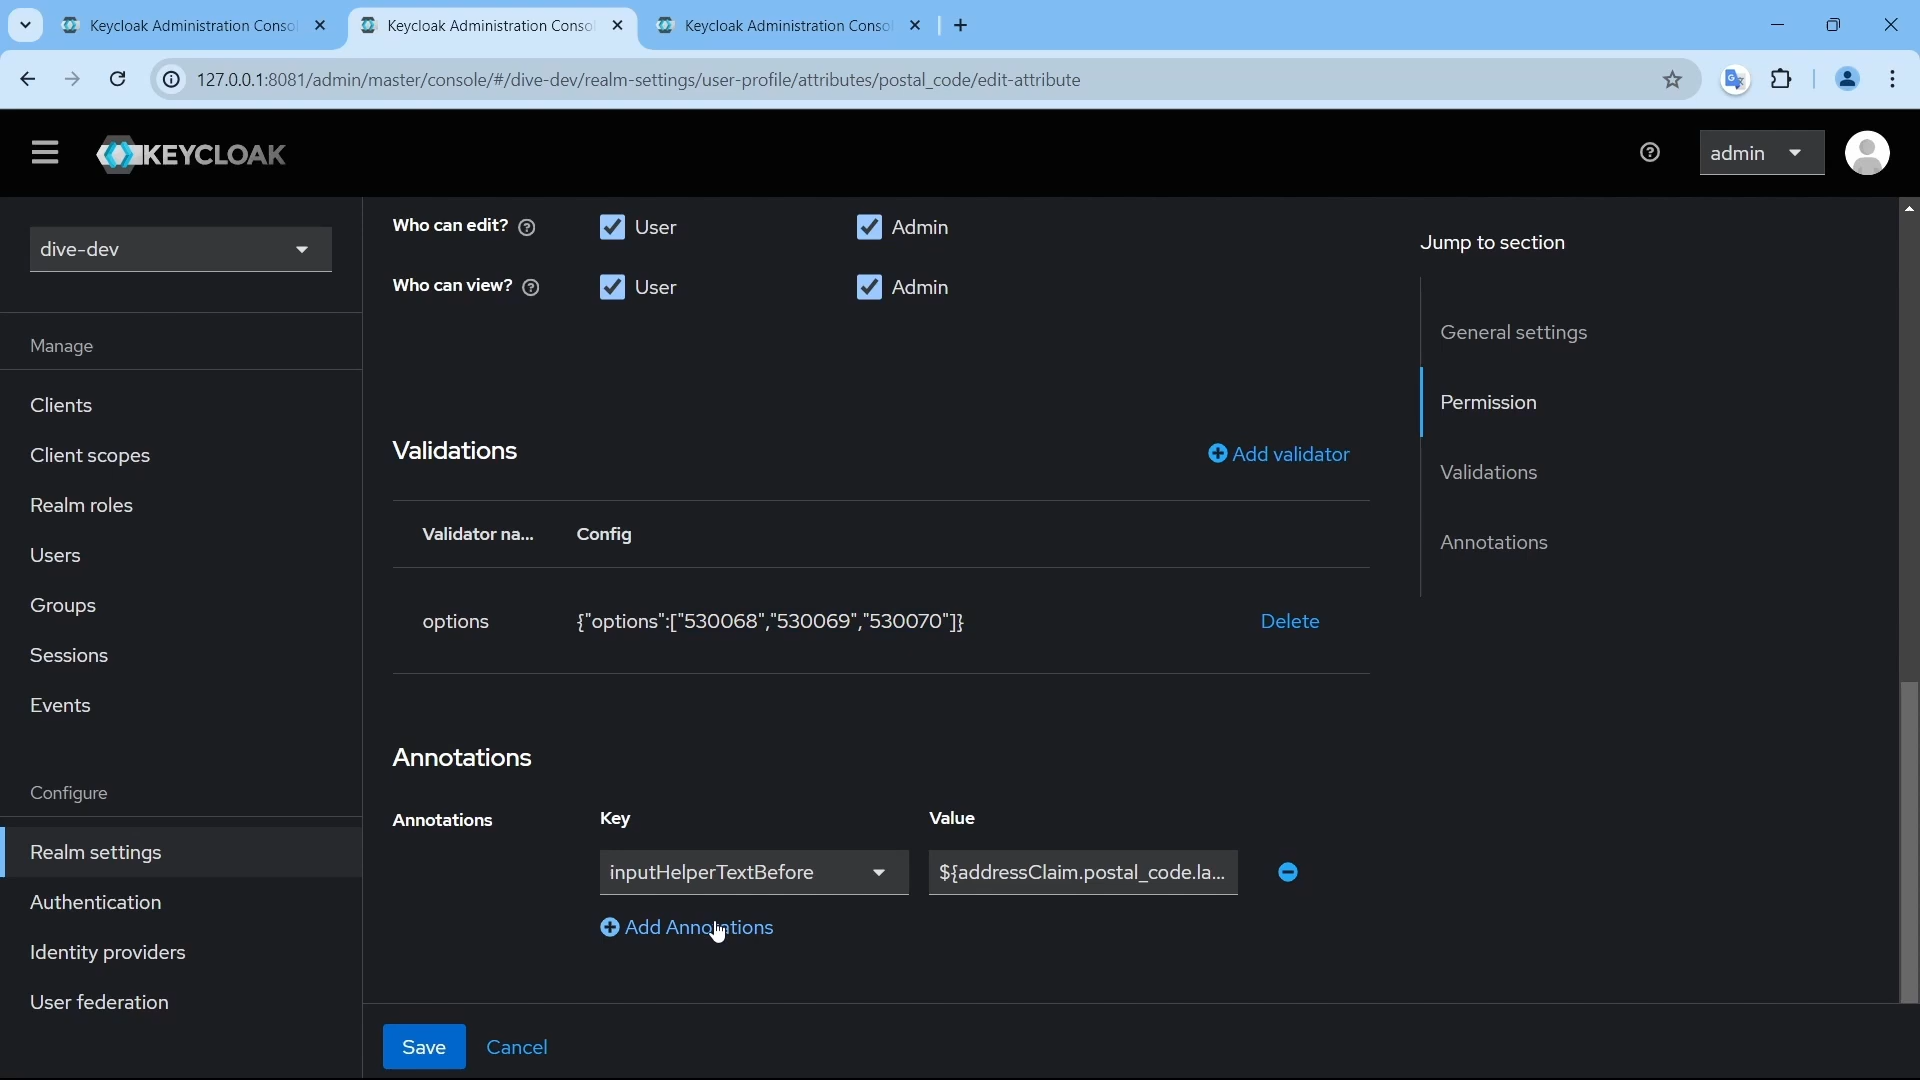 Keycloak Administration Conso
Keycloak Administration Conso
Keycloak Administration Conso
127.0.0.1:8081/admin/master/console/#/dive-dev/realm-settings/user-profile/attributes/postal_code/edit-attribute
KEYCLOAK
admin
dive-dev
Manage
Clients
Client scopes
Realm roles
Users
Groups
Sessions
Events
Configure
Realm settings
Authentication
Identity providers
User federation
Who can edit?
User
Admin
Who can view?
User
Admin
Validations
Add validator
Validator na...
Config
options
{"options":["530068","530069","530070"]}
Delete
Annotations
Annotations
Key
Value
inputHelperTextBefore
${addressClaim.postal_code.la...
Add Annotations
Save
Cancel
Jump to section
General settings
Permission
Validations
Annotations